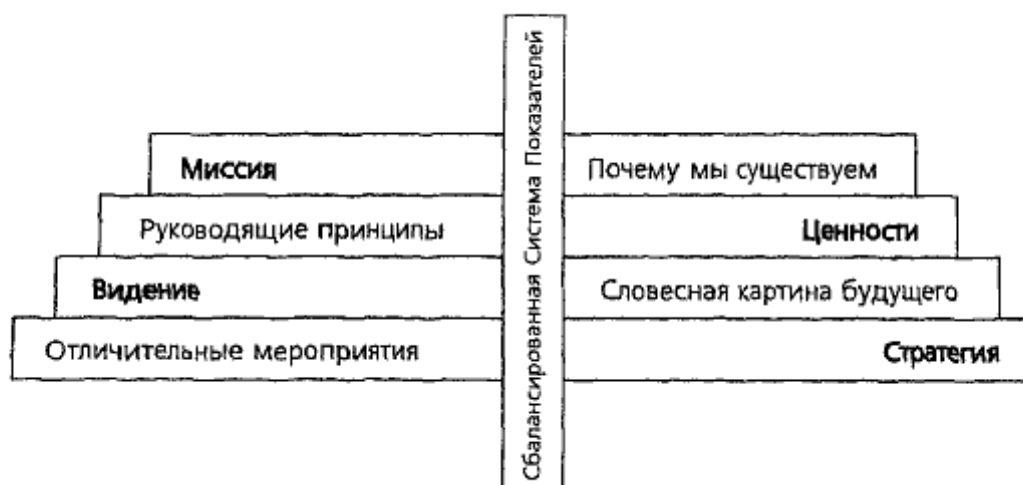 Сбалансированная Система Показателей
Миссия
Почему мы существуем
Руководящие принципы
Ценности
Видение
Словесная картина будущего
Отличительные мероприятия
Стратегия